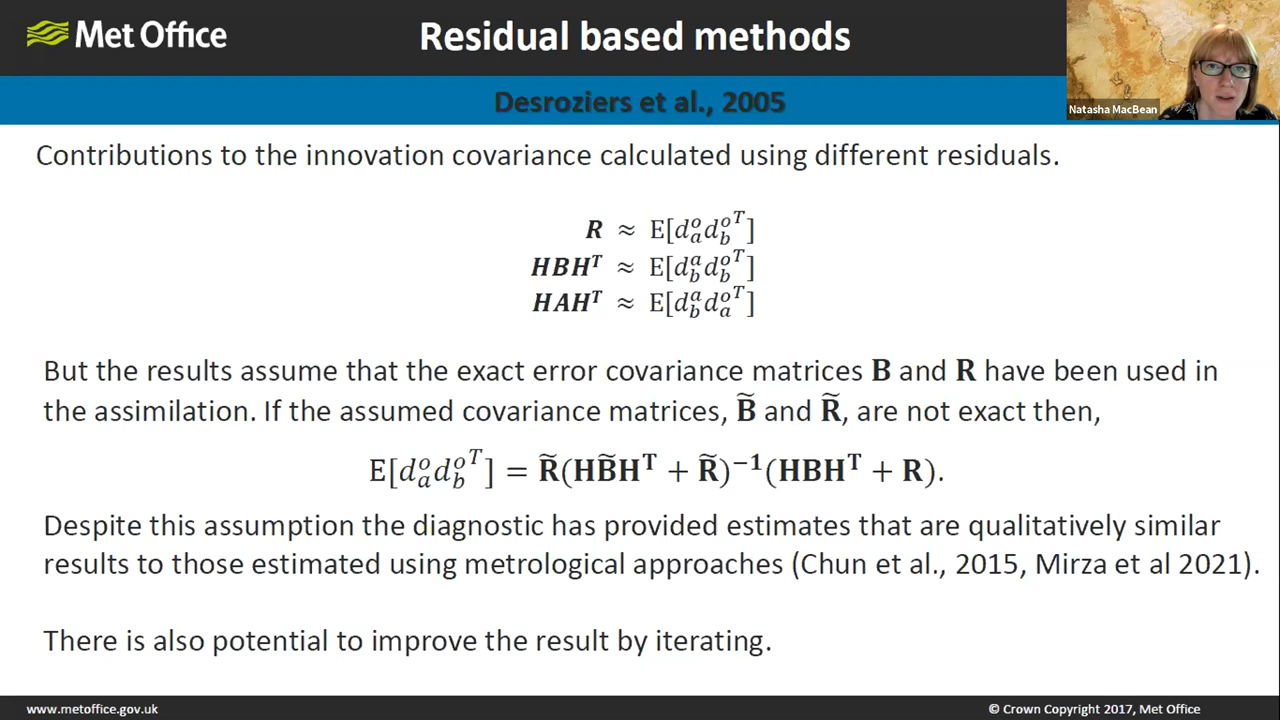 Met Office
Residual based methods
Natasha MacBean
Desroziers et al., 2005
Contributions to the innovation covariance calculated using different residuals.
R ≈ E[d_a^o d_b^{o^T}]
HBH^T ≈ E[d_b^a d_b^{o^T}]
HAH^T ≈ E[d_b^a d_a^{o^T}]
But the results assume that the exact error covariance matrices B and R have been used in
the assimilation. If the assumed covariance matrices, B̃ and R̃, are not exact then,
E[d_a^o d_b^{o^T}] = R̃(HB̃H^T + R̃)^{−1}(HBH^T + R).
Despite this assumption the diagnostic has provided estimates that are qualitatively similar
results to those estimated using metrological approaches (Chun et al., 2015, Mirza et al 2021).
There is also potential to improve the result by iterating.
www.metoffice.gov.uk
© Crown Copyright 2017, Met Office